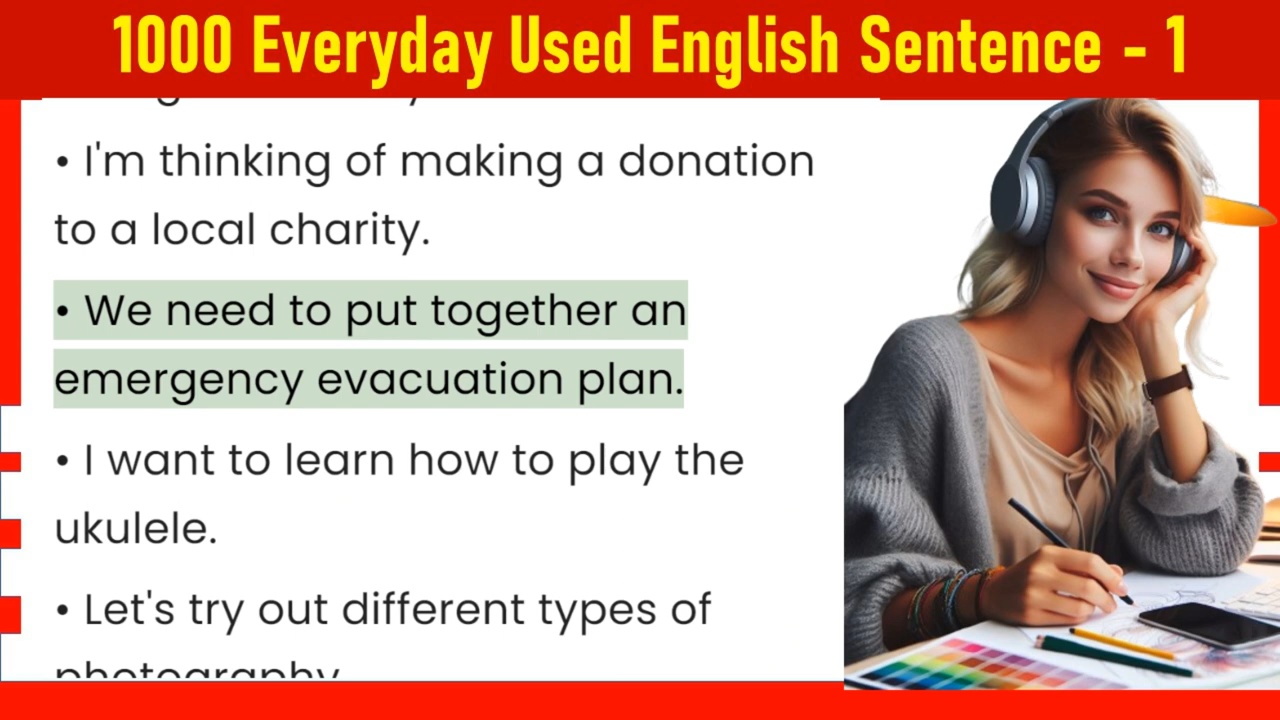 1000 Everyday Used English Sentence - 1
• I'm thinking of making a donation
to a local charity.
• We need to put together an
emergency evacuation plan.
• I want to learn how to play the
ukulele.
• Let's try out different types of
photography